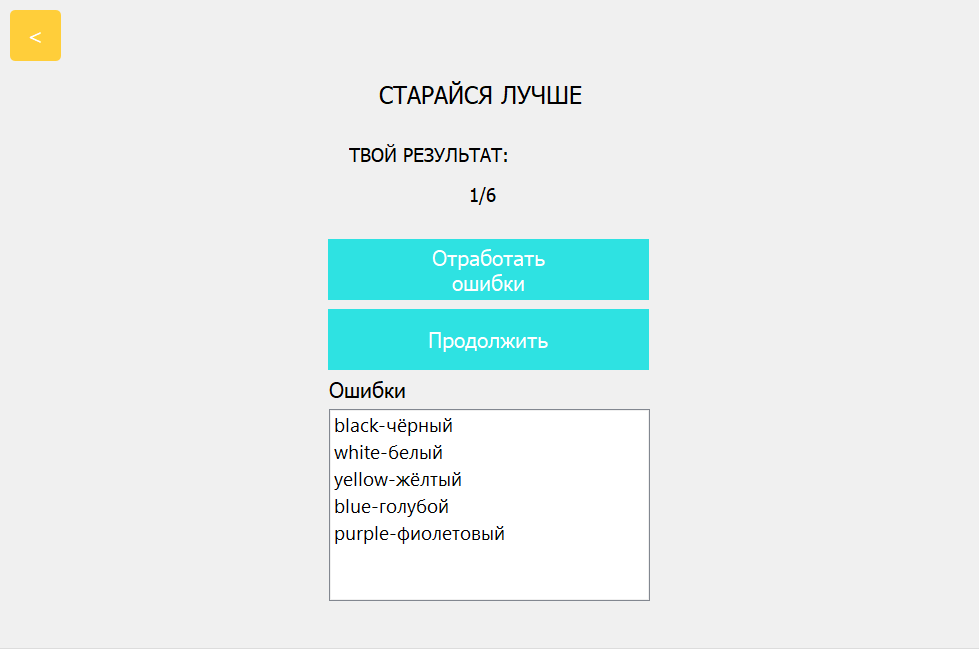 <
СТАРАЙСЯ ЛУЧШЕ
ТВОЙ РЕЗУЛЬТАТ:
1/6
Отработать
ошибки
Продолжить
Ошибки
black-чёрный
white-белый
yellow-жёлтый
blue-голубой
purple-фиолетовый